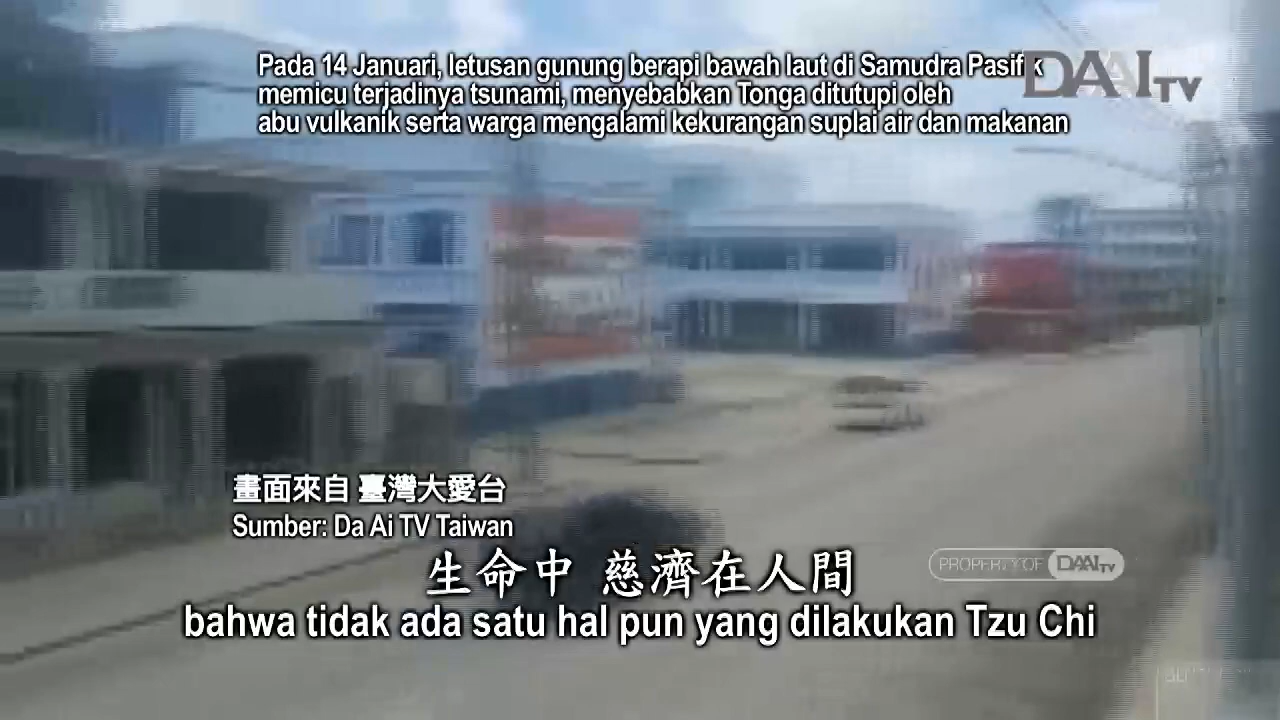 Pada 14 Januari, letusan gunung berapi bawah laut di Samudra Pasifik
DAAI TV
memicu terjadinya tsunami, menyebabkan Tonga ditutupi oleh
abu vulkanik serta warga mengalami kekurangan suplai air dan makanan
畫面來自 臺灣大愛台
Sumber: Da Ai TV Taiwan
PROPERTY OF DAAI TV
生命中 慈濟在人間
bahwa tidak ada satu hal pun yang dilakukan Tzu Chi